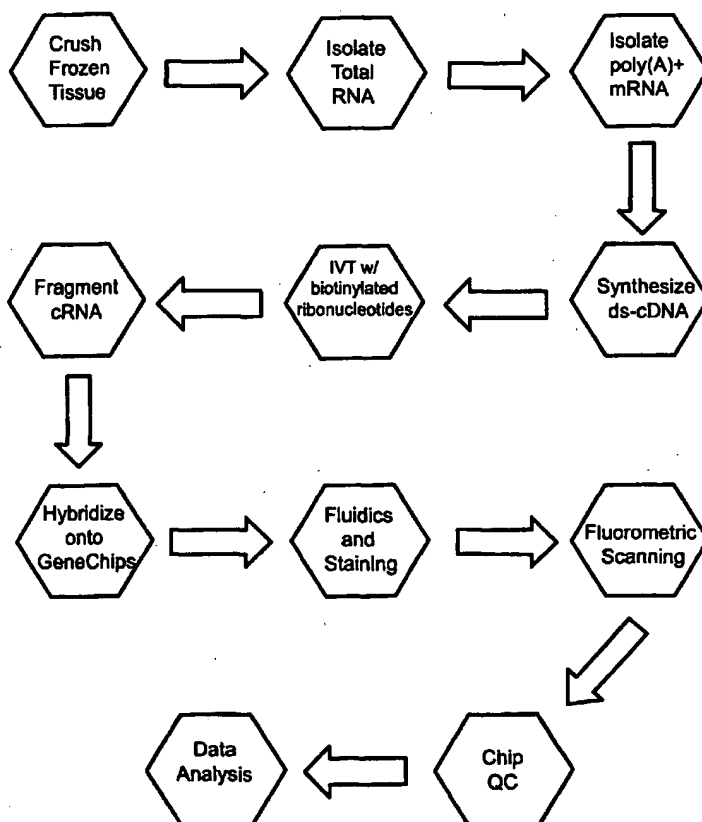 Crush
Frozen
Tissue
Isolate
Total
RNA
Isolate
poly(A)+
mRNA
Synthesize
ds-cDNA
IVT w/
biotinylated
ribonucleotides
Fragment
cRNA
Hybridize
onto
GeneChips
Fluidics
and
Staining
Fluorometric
Scanning
Chip
QC
Data
Analysis